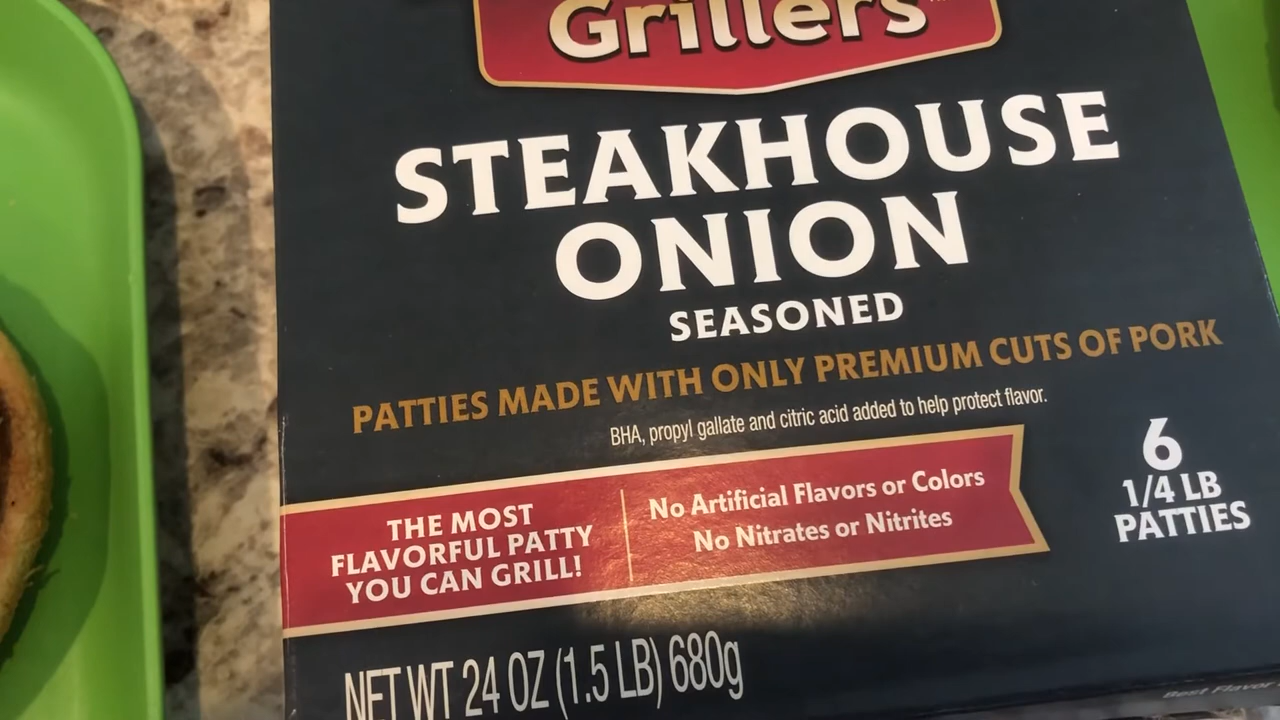 Grillers
STEAKHOUSE
ONION
SEASONED
PATTIES MADE WITH ONLY PREMIUM CUTS OF PORK
BHA, propyl gallate and citric acid added to help protect flavor.
THE MOST
FLAVORFUL PATTY
YOU CAN GRILL!
No Artificial Flavors or Colors
No Nitrates or Nitrites
6
1/4 LB
PATTIES
NET WT 24 OZ (1.5 LB) 680g
Best Flavor